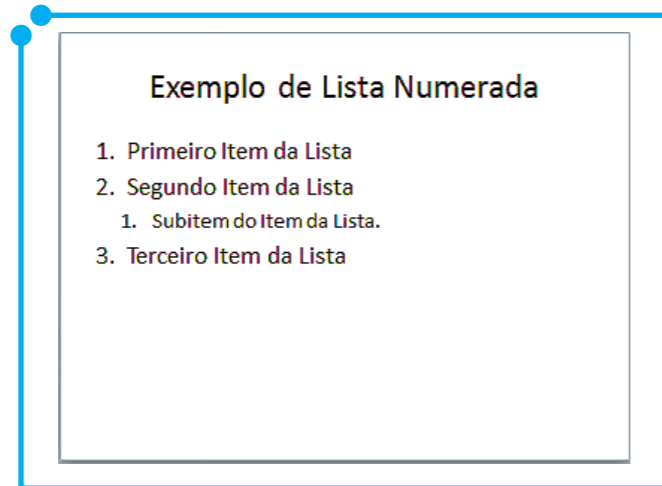 Exemplo de Lista Numerada
1. Primeiro Item da Lista
2. Segundo Item da Lista
1. Subitem do Item da Lista.
3. Terceiro Item da Lista